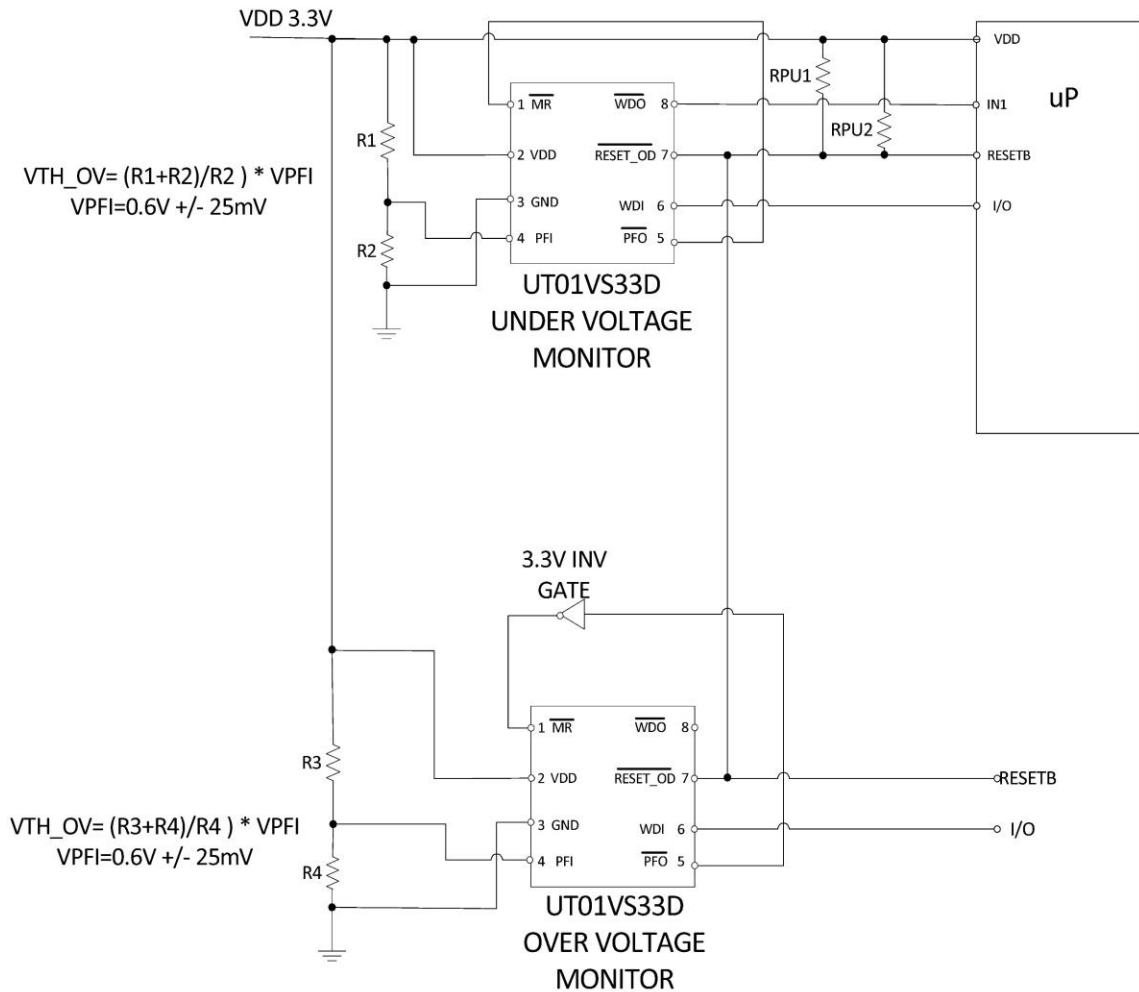 VDD 3.3V
VDD
RPU1
uP
1 MR
WDO 8
IN1
RPU2
R1
2 VDD
RESET_OD 7
RESETB
VTH_OV= (R1+R2)/R2 ) * VPFI
VPFI=0.6V +/- 25mV
3 GND
WDI 6
I/O
4 PFI
PFO 5
R2
UT01VS33D
UNDER VOLTAGE
MONITOR
3.3V INV
GATE
1 MR
WDO 8
R3
2 VDD
RESET_OD 7
RESETB
VTH_OV= (R3+R4)/R4 ) * VPFI
VPFI=0.6V +/- 25mV
3 GND
WDI 6
I/O
4 PFI
PFO 5
R4
UT01VS33D
OVER VOLTAGE
MONITOR